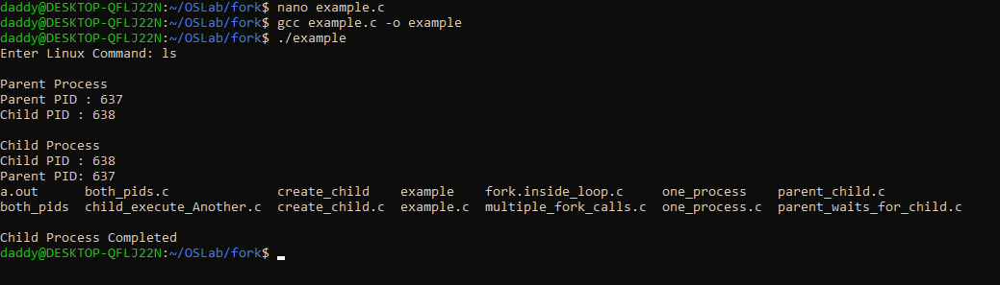 daddy@DESKTOP-QFLJ22N:~/OSLab/fork$ nano example.c
daddy@DESKTOP-QFLJ22N:~/OSLab/fork$ gcc example.c -o example
daddy@DESKTOP-QFLJ22N:~/OSLab/fork$ ./example
Enter Linux Command: ls
Parent Process
Parent PID : 637
Child PID : 638
Child Process
Child PID : 638
Parent PID: 637
a.out both_pids.c create_child example fork.inside_loop.c one_process parent_child.c
both_pids child_execute_Another.c create_child.c example.c multiple_fork_calls.c one_process.c parent_waits_for_child.c
Child Process Completed
daddy@DESKTOP-QFLJ22N:~/OSLab/fork$